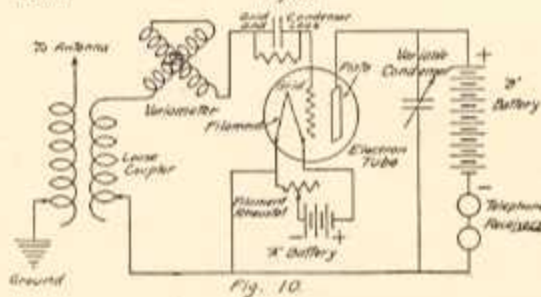 Grid Condenser
and Leak
To Antenna
Variable
Condenser
+
Grid
Plate
"B"
Battery
Variometer
Filament
Loose
Coupler
Electron
Tube
-
Filament
Rheostat
Telephone
Receivers
- +
"A" Battery
Ground
Fig. 10.